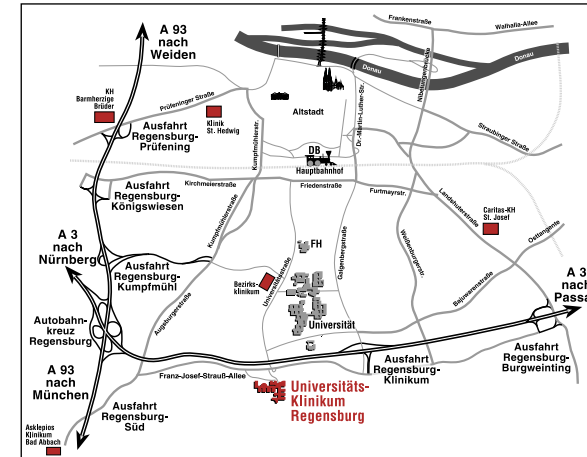 A 93
nach
Weiden
Frankenstraße
Walhalla-Allee
Donau
Donau
Nibelungenbrücke
KH
Barmherzige
Brüder
Prüfeninger Straße
Klinik
St. Hedwig
Altstadt
Dr.-Martin-Luther-Str.
Straubinger Straße
Ausfahrt
Regensburg-
Prüfening
Kumpfmühlerstr.
DB
Hauptbahnhof
Kirchmeierstraße
Friedenstraße
Furtmayrstr.
Landshuterstraße
Ausfahrt
Regensburg-
Königswiesen
Caritas-KH
St. Josef
Osttangente
Kumpfmühlerstraße
A 3
nach
Nürnberg
FH
Galgenbergstraße
Weißenburgerstr.
Ausfahrt
Regensburg-
Kumpfmühl
Bezirks-
klinikum
Universitätsstraße
A 3
nach
Passa
Bajuwarenstraße
Augsburgerstraße
Autobahn-
kreuz
Regensburg
Universität
Ausfahrt
Regensburg-
Burgweinting
Ausfahrt
Regensburg-
Klinikum
A 93
nach
München
Franz-Josef-Strauß-Allee
Universitäts-
Klinikum
Regensburg
Ausfahrt
Regensburg-
Süd
Asklepios
Klinikum
Bad Abbach